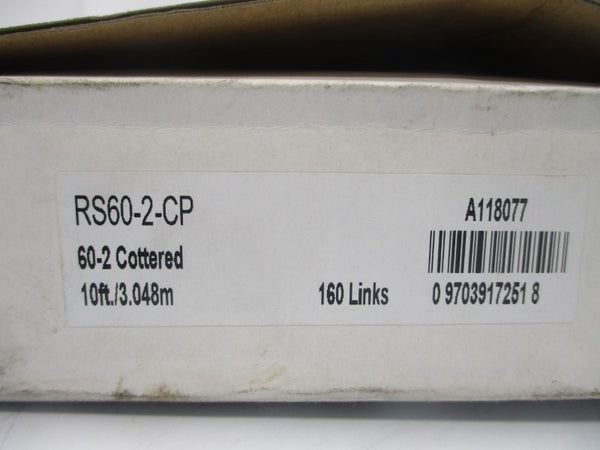 RS60-2-CP
60-2 Cottered
10ft./3.048m
160 Links
A118077
0 9703917251 8